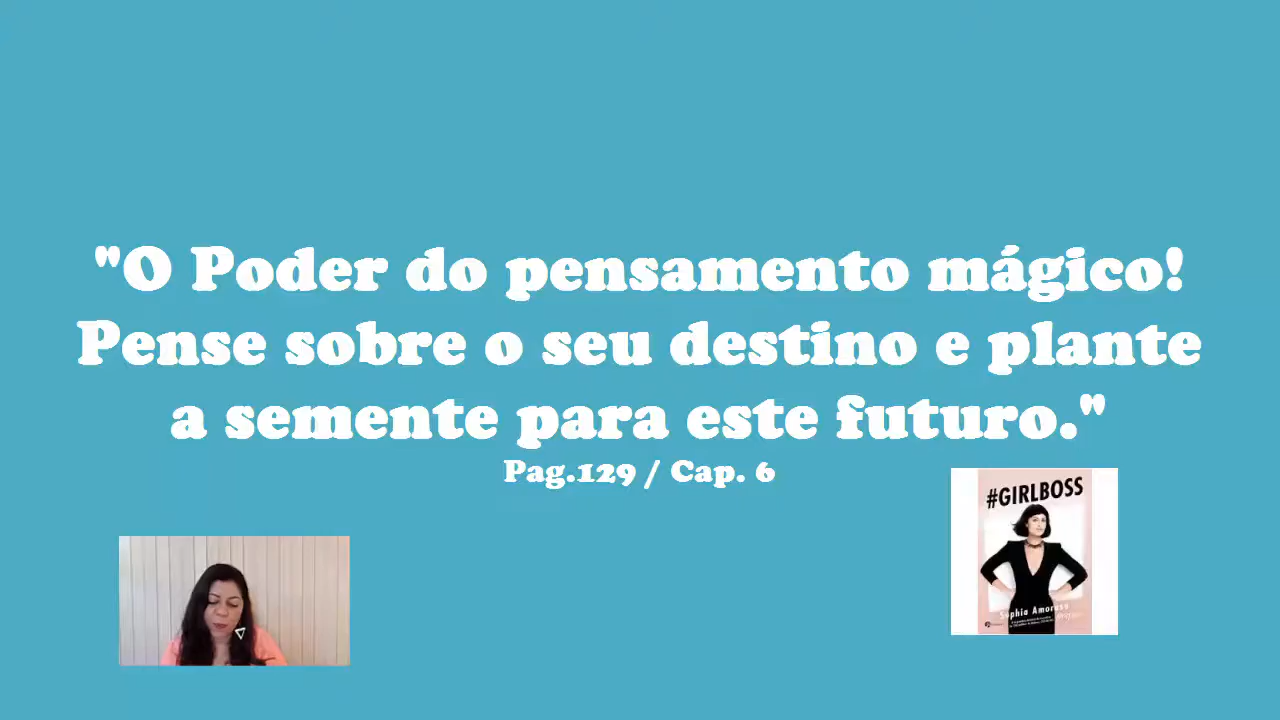 "O Poder do pensamento mágico!
Pense sobre o seu destino e plante
a semente para este futuro."
Pag.129 / Cap. 6
#GIRLBOSS
Sophia Amoruso